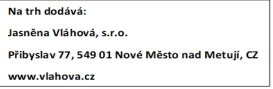 Na trh dodává:
Jasněna Vláhová, s.r.o.
Přibyslav 77, 549 01 Nové Město nad Metují, CZ
www.vlahova.cz